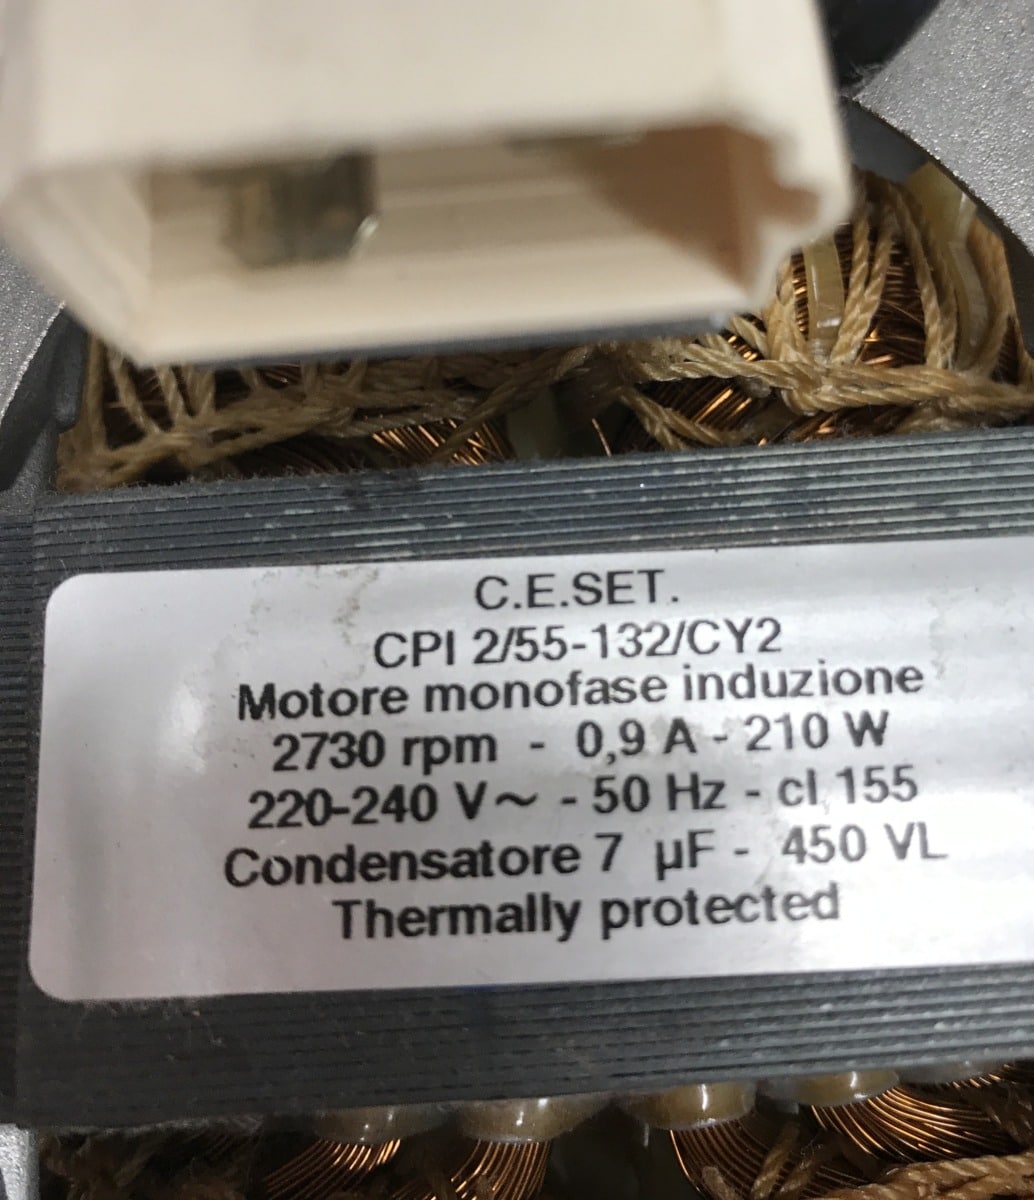 C.E.SET.
CPI 2/55-132/CY2
Motore monofase induzione
2730 rpm - 0,9 A - 210 W
220-240 V~ - 50 Hz - cl 155
Condensatore 7 µF - 450 VL
Thermally protected